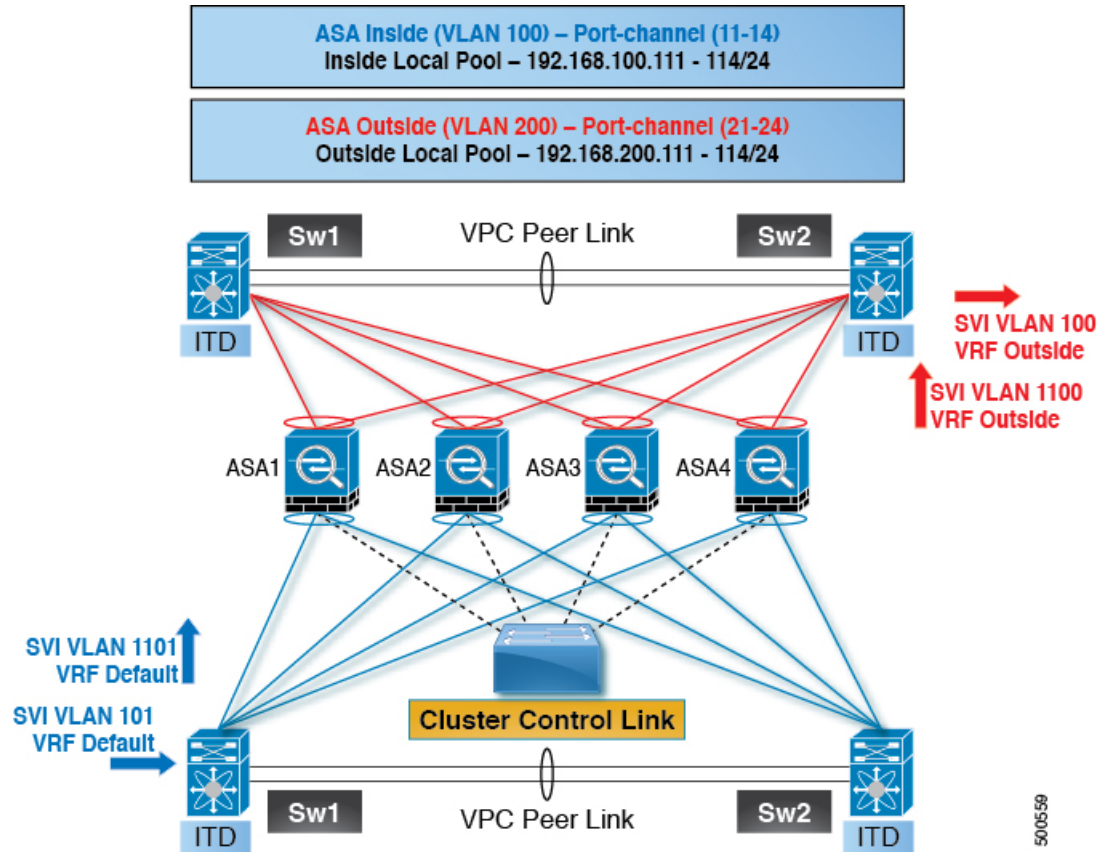 ASA Inside (VLAN 100) – Port-channel (11-14)
Inside Local Pool – 192.168.100.111 - 114/24
ASA Outside (VLAN 200) – Port-channel (21-24)
Outside Local Pool – 192.168.200.111 - 114/24
Sw1
VPC Peer Link
Sw2
ITD
ITD
SVI VLAN 100
VRF Outside
SVI VLAN 1100
VRF Outside
ASA1
ASA2
ASA3
ASA4
SVI VLAN 1101
VRF Default
SVI VLAN 101
VRF Default
Cluster Control Link
Sw1
VPC Peer Link
Sw2
ITD
ITD
500559